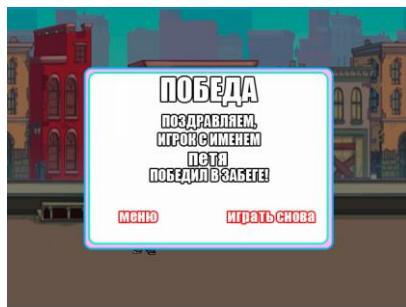 ПОБЕДА
ПОЗДРАВЛЯЕМ,
ИГРОК С ИМЕНЕМ
петя
ПОБЕДИЛ В ЗАБЕГЕ!
меню играть снова